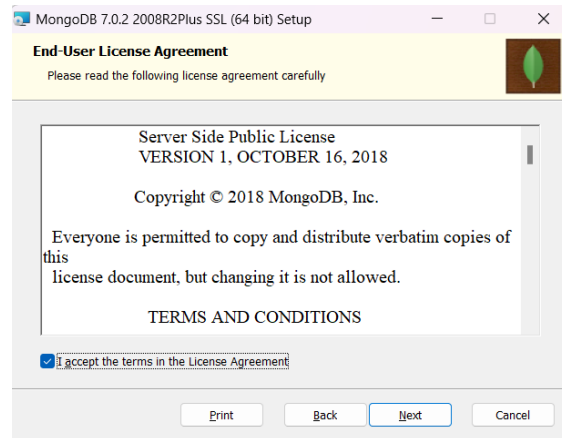 MongoDB 7.0.2 2008R2Plus SSL (64 bit) Setup
End-User License Agreement
Please read the following license agreement carefully
Server Side Public License
VERSION 1, OCTOBER 16, 2018
Copyright © 2018 MongoDB, Inc.
Everyone is permitted to copy and distribute verbatim copies of
this
license document, but changing it is not allowed.
TERMS AND CONDITIONS
I accept the terms in the License Agreement
Print Back Next Cancel